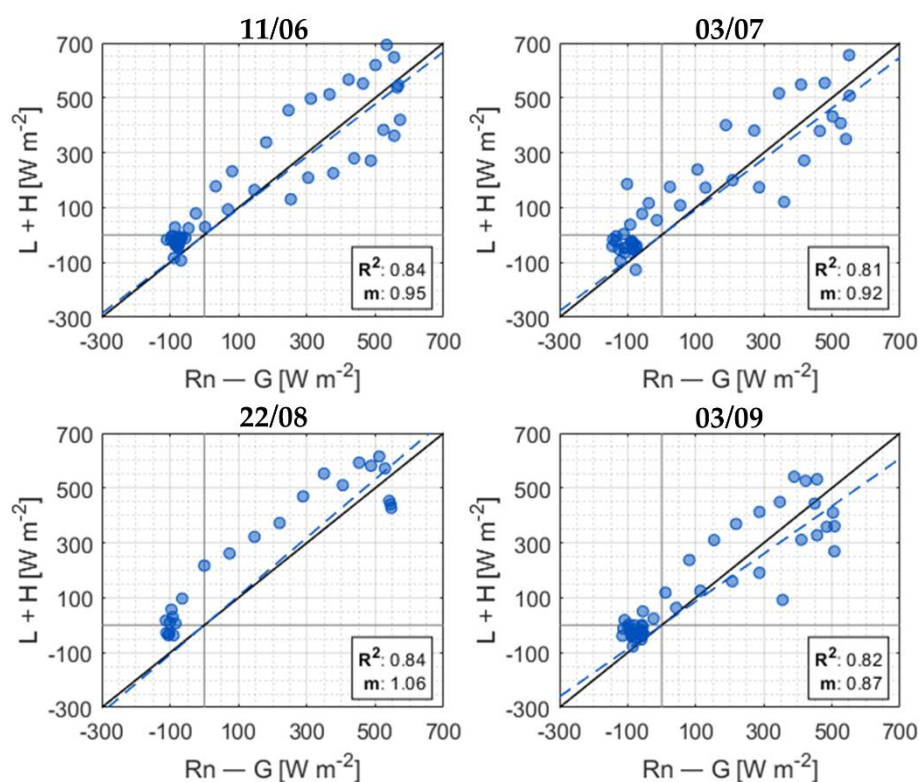 11/06
700
500
300
100
-100
-300
L + H [W m⁻²]
R²: 0.84
m: 0.95
-300 -100 100 300 500 700
Rn — G [W m⁻²]
03/07
700
500
300
100
-100
-300
L + H [W m⁻²]
R²: 0.81
m: 0.92
-300 -100 100 300 500 700
Rn — G [W m⁻²]
22/08
700
500
300
100
-100
-300
L + H [W m⁻²]
R²: 0.84
m: 1.06
-300 -100 100 300 500 700
Rn — G [W m⁻²]
03/09
700
500
300
100
-100
-300
L + H [W m⁻²]
R²: 0.82
m: 0.87
-300 -100 100 300 500 700
Rn — G [W m⁻²]